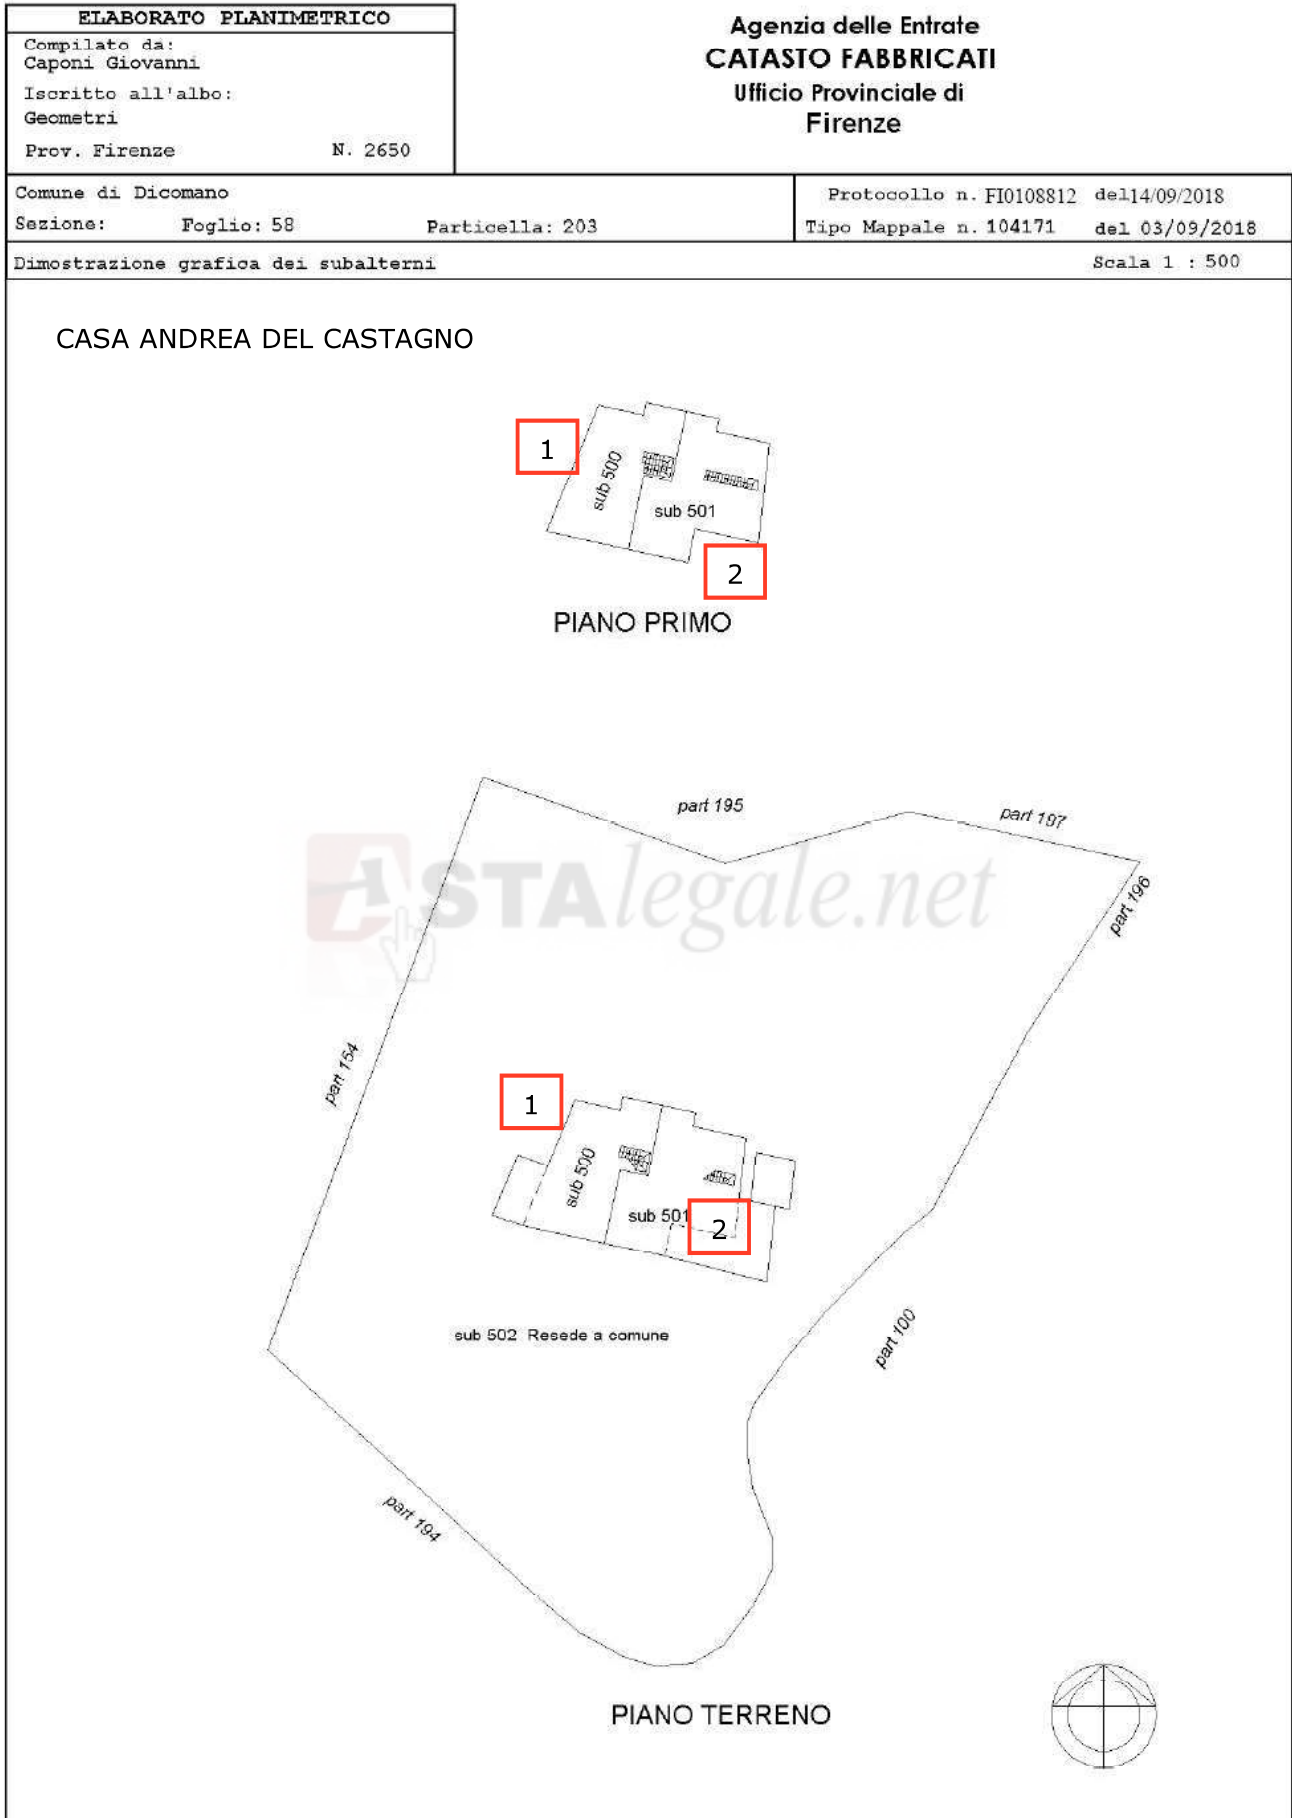 ELABORATO PLANIMETRICO
Compilato da:
Caponi Giovanni
Iscritto all'albo:
Geometri
Prov. Firenze N. 2650
Agenzia delle Entrate
CATASTO FABBRICATI
Ufficio Provinciale di
Firenze
Comune di Dicomano
Sezione: Foglio: 58 Particella: 203
Protocollo n. FI0108812 del 14/09/2018
Tipo Mappale n. 104171 del 03/09/2018
Dimostrazione grafica dei subalterni Scala 1 : 500
CASA ANDREA DEL CASTAGNO
1
sub 500
sub 501
2
PIANO PRIMO
part 195
part 197
part 196
ASTAlegale.net
part 154
1
sub 500
sub 501
2
sub 502 Resede a comune
part 100
part 194
PIANO TERRENO